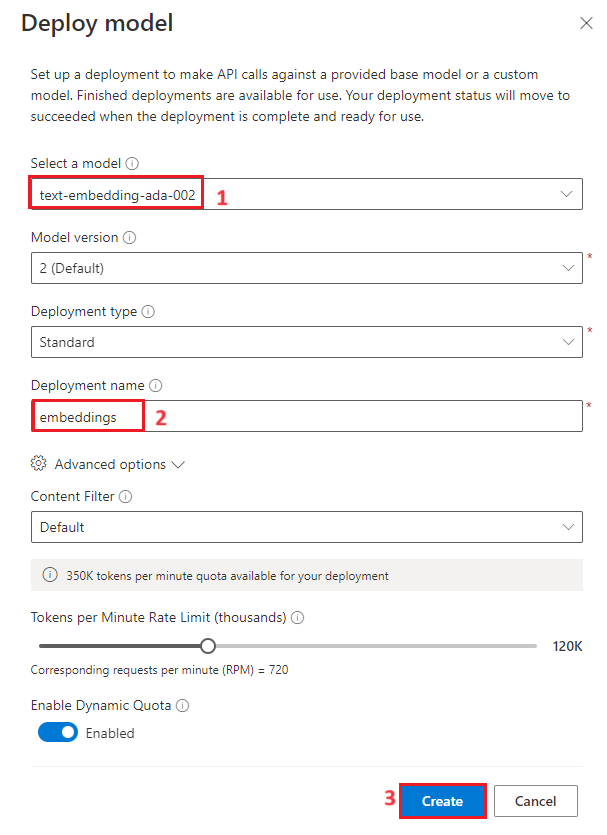 Deploy model
Set up a deployment to make API calls against a provided base model or a custom
model. Finished deployments are available for use. Your deployment status will move to
succeeded when the deployment is complete and ready for use.
Select a model
text-embedding-ada-002 1
Model version
2 (Default) *
Deployment type
Standard *
Deployment name
embeddings 2 *
Advanced options
Content Filter
Default
350K tokens per minute quota available for your deployment
Tokens per Minute Rate Limit (thousands)
120K
Corresponding requests per minute (RPM) = 720
Enable Dynamic Quota
Enabled
3 Create Cancel